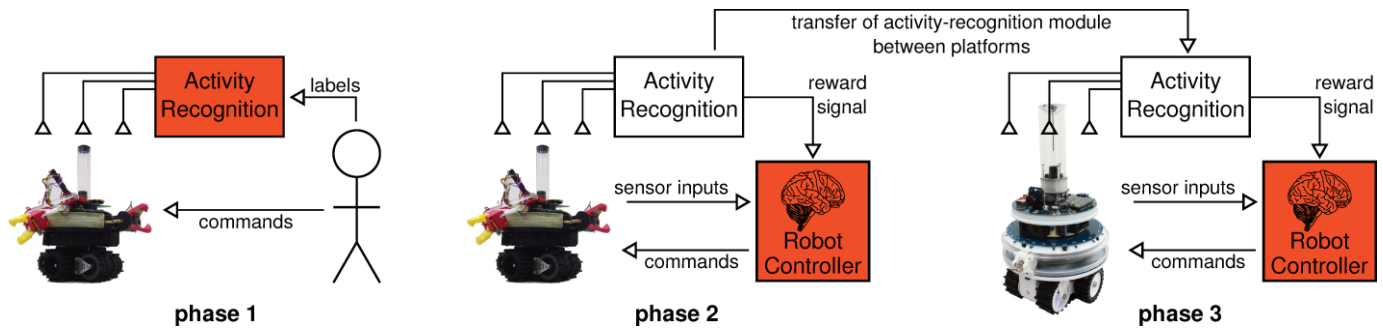 Activity
Recognition
labels
commands
phase 1
transfer of activity-recognition module
between platforms
Activity
Recognition
reward
signal
sensor inputs
commands
Robot
Controller
phase 2
Activity
Recognition
reward
signal
sensor inputs
commands
Robot
Controller
phase 3